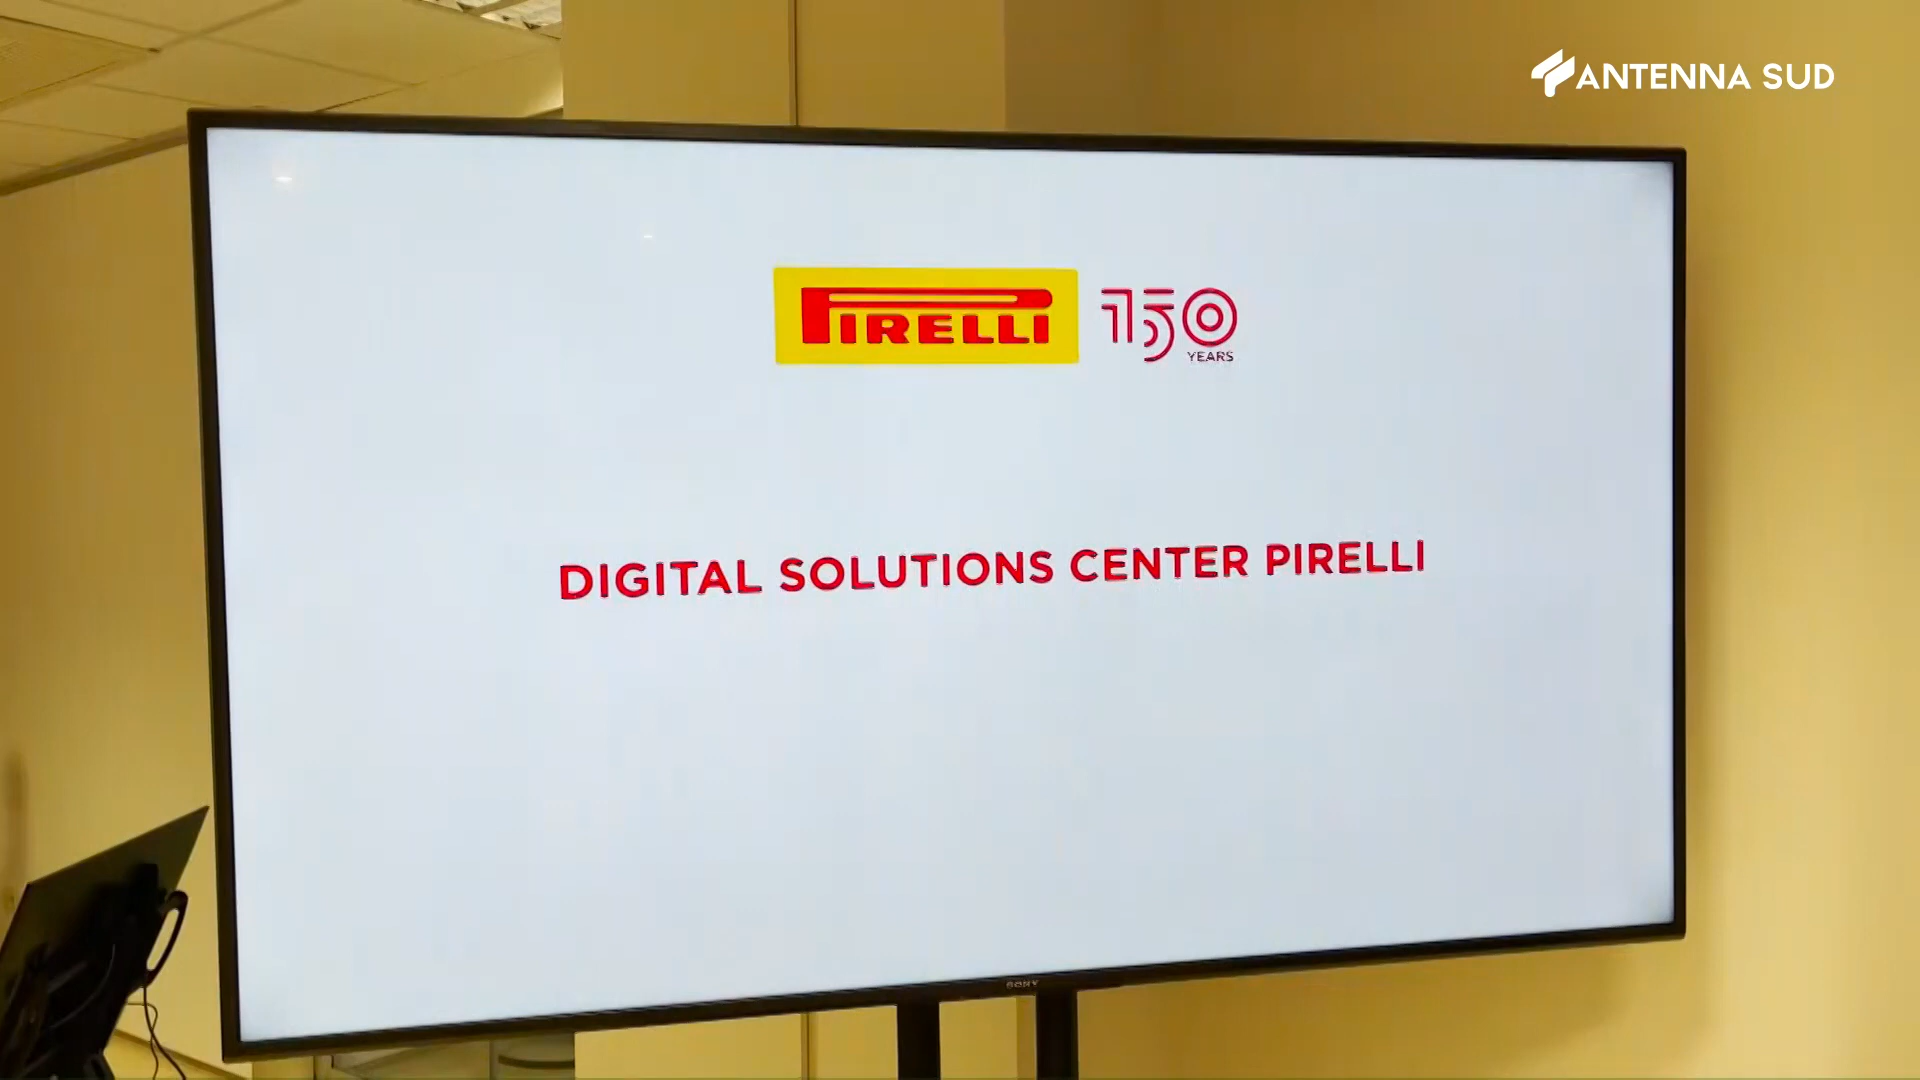 ANTENNA SUD
PIRELLI 150
YEARS
DIGITAL SOLUTIONS CENTER PIRELLI
SONY